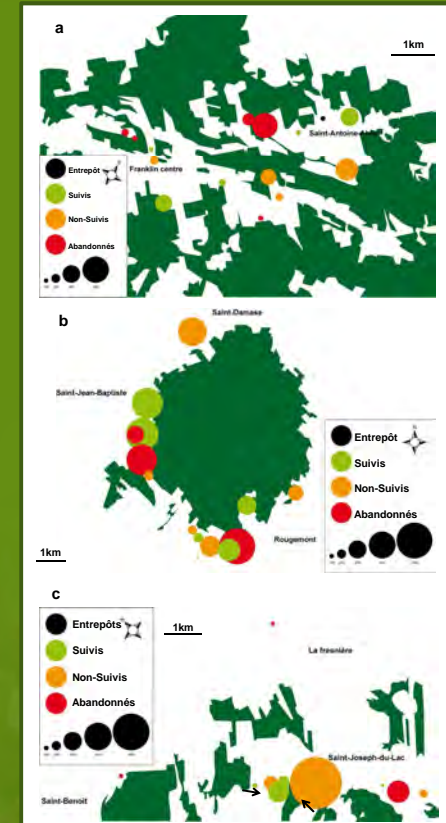 a
1km
Saint-Antoine-Abbé
Franklin centre
Entrepôt
Suivis
Non-Suivis
Abandonnés
b
Saint-Damase
Saint-Jean-Baptiste
Entrepôt
N
Suivis
Non-Suivis
Abandonnés
Rougemont
1km
c
Entrepôts
1km
Suivis
La fresnière
Non-Suivis
Abandonnés
Saint-Joseph-du-Lac
Saint-Benoit